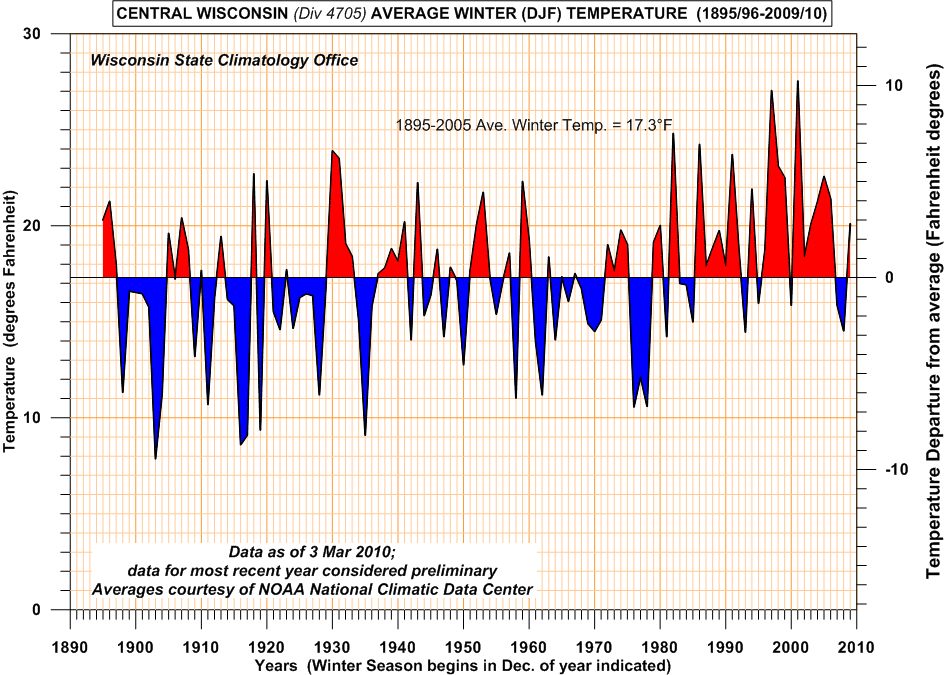 CENTRAL WISCONSIN (Div 4705) AVERAGE WINTER (DJF) TEMPERATURE (1895/96-2009/10)
30
Wisconsin State Climatology Office
10
1895-2005 Ave. Winter Temp. = 17.3°F
Temperature (degrees Fahrenheit)
Temperature Departure from average (Fahrenheit degrees)
20
0
10
-10
Data as of 3 Mar 2010;
data for most recent year considered preliminary
Averages courtesy of NOAA National Climatic Data Center
0
1890 1900 1910 1920 1930 1940 1950 1960 1970 1980 1990 2000 2010
Years (Winter Season begins in Dec. of year indicated)